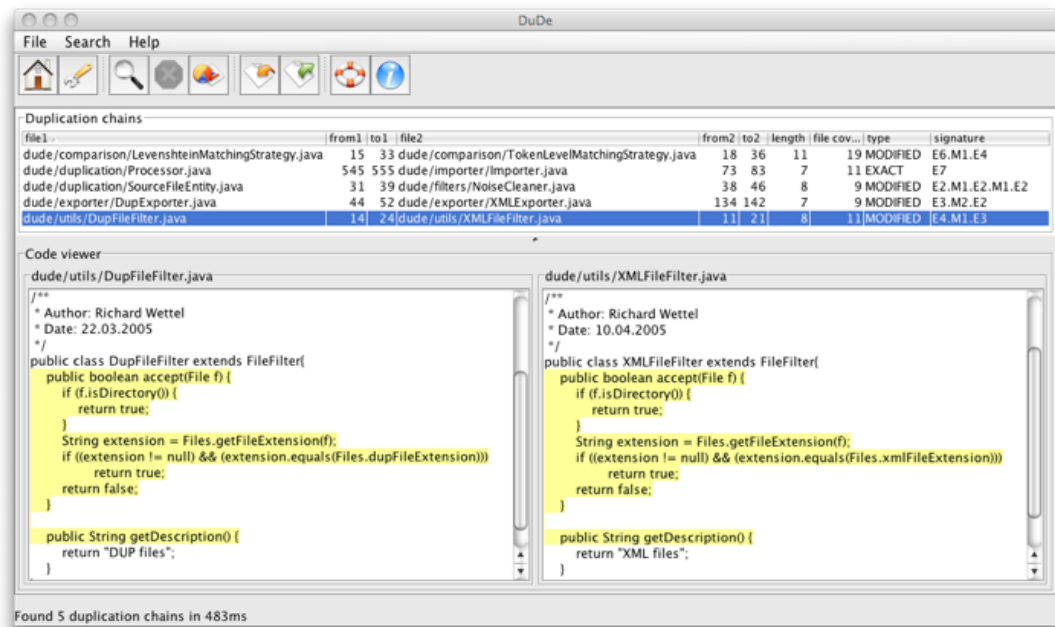 DuDe
File Search Help
Duplication chains
file1 from1 to1 file2 from2 to2 length file cov... type signature
dude/comparison/LevenshteinMatchingStrategy.java 15 33 dude/comparison/TokenLevelMatchingStrategy.java 18 36 11 19 MODIFIED E6.M1.E4
dude/duplication/Processor.java 545 555 dude/importer/Importer.java 73 83 7 11 EXACT E7
dude/duplication/SourceFileEntity.java 31 39 dude/filters/NoiseCleaner.java 38 46 8 9 MODIFIED E2.M1.E2.M1.E2
dude/exporter/DupExporter.java 44 52 dude/exporter/XMLExporter.java 134 142 7 9 MODIFIED E3.M2.E2
dude/utils/DupFileFilter.java 14 24 dude/utils/XMLFileFilter.java 11 21 8 11 MODIFIED E4.M1.E3
Code viewer
dude/utils/DupFileFilter.java
/**
* Author: Richard Wettel
* Date: 22.03.2005
*/
public class DupFileFilter extends FileFilter{
public boolean accept(File f) {
if (f.isDirectory()) {
return true;
}
String extension = Files.getFileExtension(f);
if ((extension != null) && (extension.equals(Files.dupFileExtension)))
return true;
return false;
}
public String getDescription() {
return "DUP files";
}
dude/utils/XMLFileFilter.java
/**
* Author: Richard Wettel
* Date: 10.04.2005
*/
public class XMLFileFilter extends FileFilter{
public boolean accept(File f) {
if (f.isDirectory()) {
return true;
}
String extension = Files.getFileExtension(f);
if ((extension != null) && (extension.equals(Files.xmlFileExtension)))
return true;
return false;
}
public String getDescription() {
return "XML files";
}
Found 5 duplication chains in 483ms